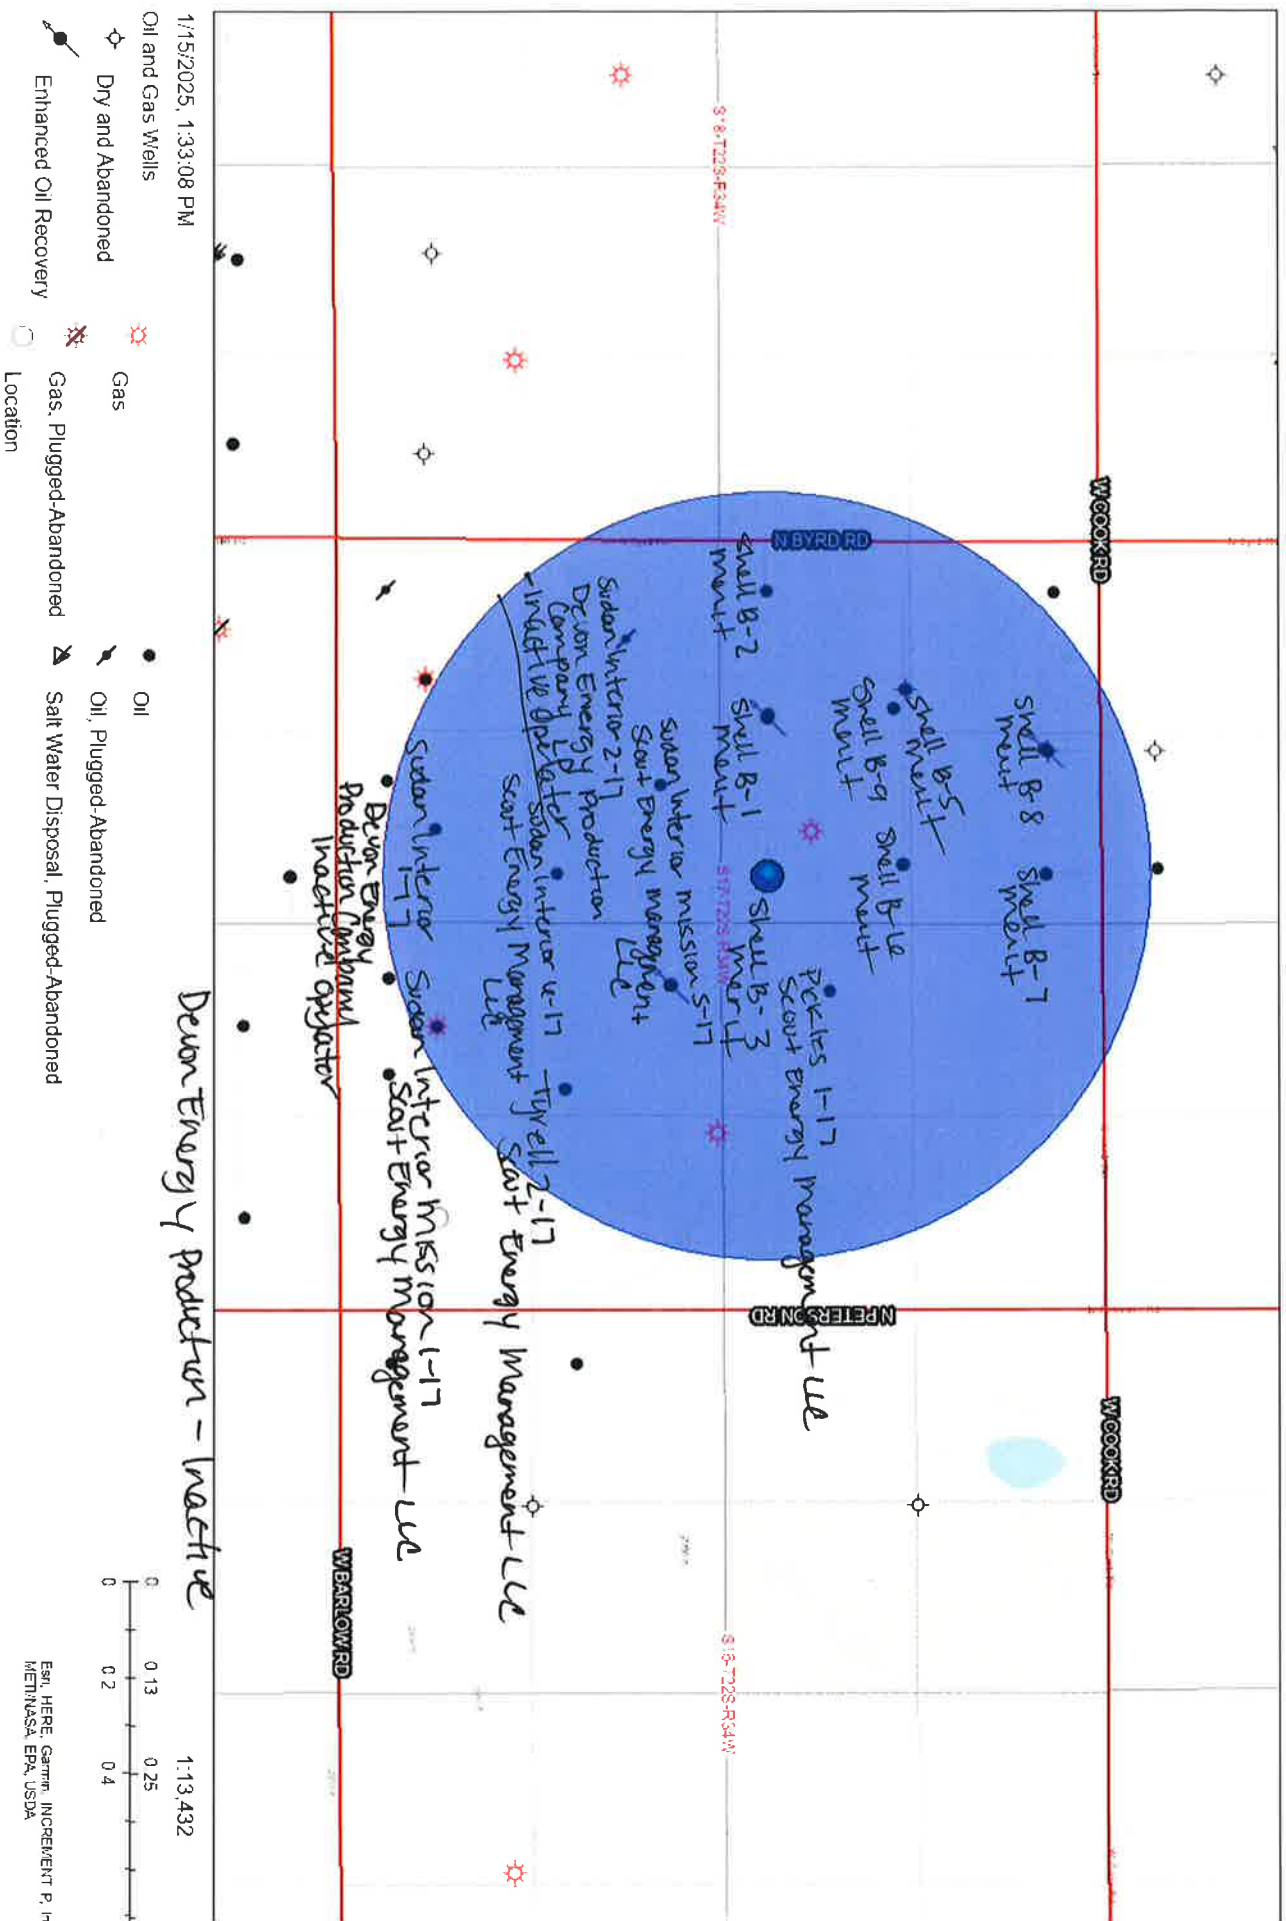 W COOK RD
W COOK RD
N BYRD RD
N PETERSON RD
W BARLOW RD
S18-T22S-R34W
S17-T22S-R34W
Shell B-8
Merit
Shell B-7
Merit
Shell B-5
Merit
Shell B-9
Merit
Shell B-6
Merit
Shell B-2
Merit
Shell B-1
Merit
Shell B-3
Merit
Pickles 1-17
Scout Energy Management LLC
Sudan Interior Mission 5-17
Scout Energy Management
LLC
Sudan Interior 2-17
Devon Energy Production
Company LP
-Inactive Operator
Sudan Interior 4-17
Scout Energy Management
LLC
-Tyrell 2-17
Scout Energy Management LLC
Sudan Interior
1-17
Devon Energy
Production Company
Inactive Operator
Sudan Interior Mission 1-17
Scout Energy Management LLC
Devon Energy Production - Inactive
1/15/2025, 1:33:08 PM
1:13,432
Oil and Gas Wells
Dry and Abandoned
Enhanced Oil Recovery
Gas
Gas, Plugged-Abandoned
Location
Oil
Oil, Plugged-Abandoned
Salt Water Disposal, Plugged-Abandoned
0 0.13 0.25
0 0.2 0.4
Esri, HERE, Garmin, INCREMENT P,
METI/NASA, EPA, USDA